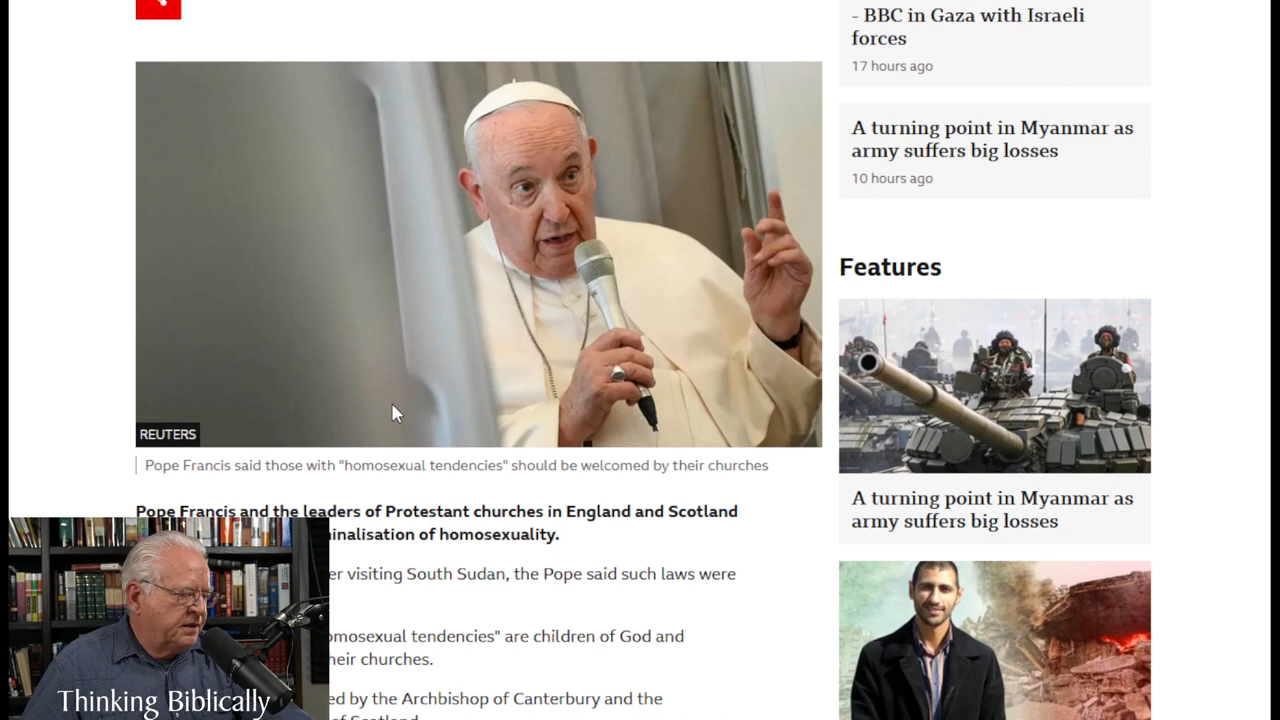 - BBC in Gaza with Israeli
forces
17 hours ago
A turning point in Myanmar as
army suffers big losses
10 hours ago
Features
REUTERS
Pope Francis said those with "homosexual tendencies" should be welcomed by their churches
Pope Francis and the leaders of Protestant churches in England and Scotland
inalisation of homosexuality.
er visiting South Sudan, the Pope said such laws were
omosexual tendencies" are children of God and
heir churches.
ed by the Archbishop of Canterbury and the
A turning point in Myanmar as
army suffers big losses
Thinking Biblically